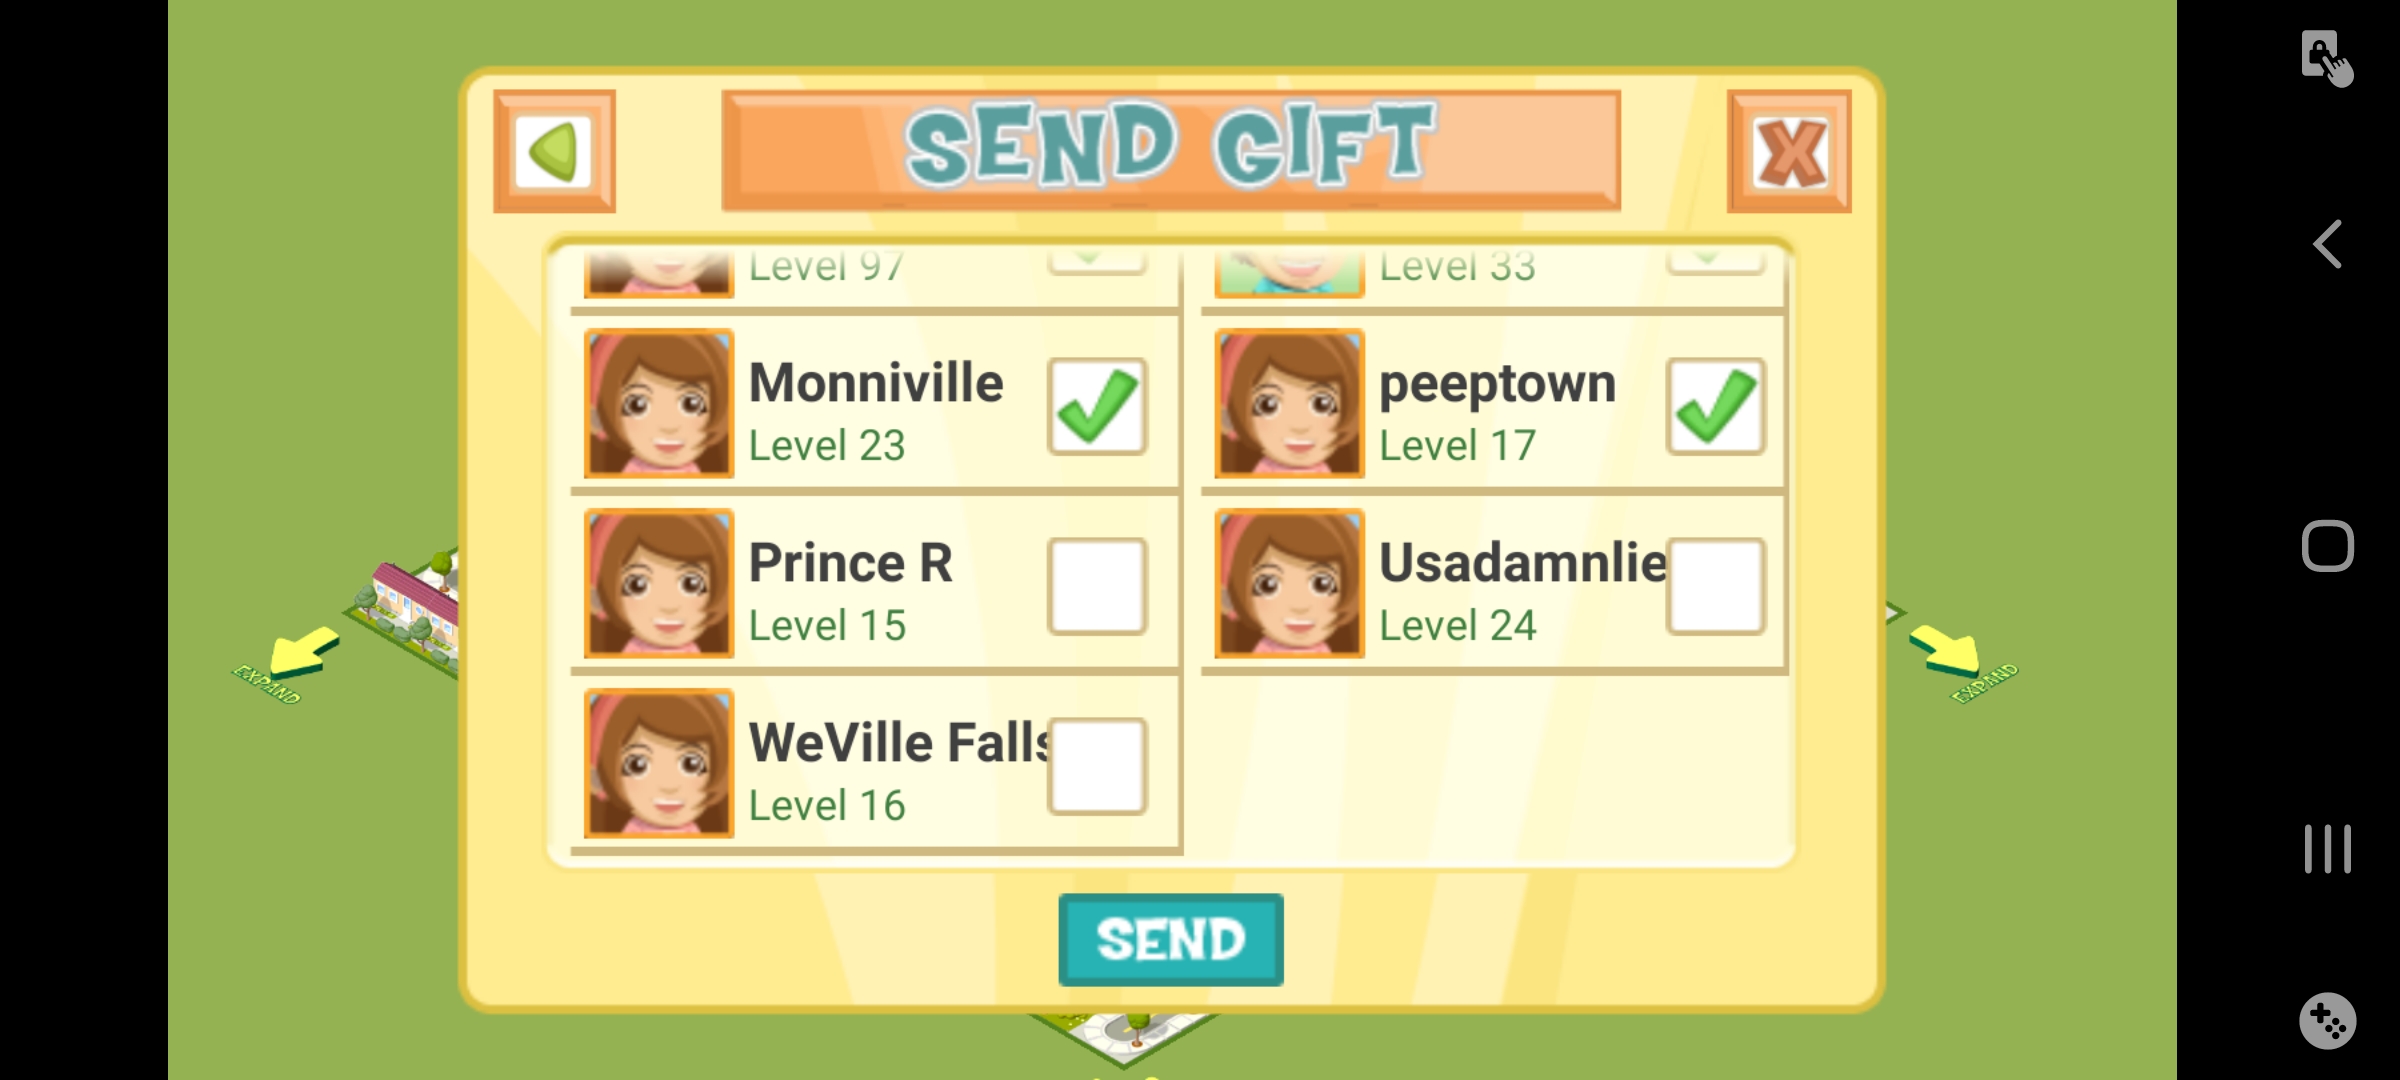 SEND GIFT
Level 97
Level 33
Monniville
Level 23
peeptown
Level 17
Prince R
Level 15
Usadamnlie
Level 24
WeVille Falls
Level 16
EXPAND
EXPAND
SEND